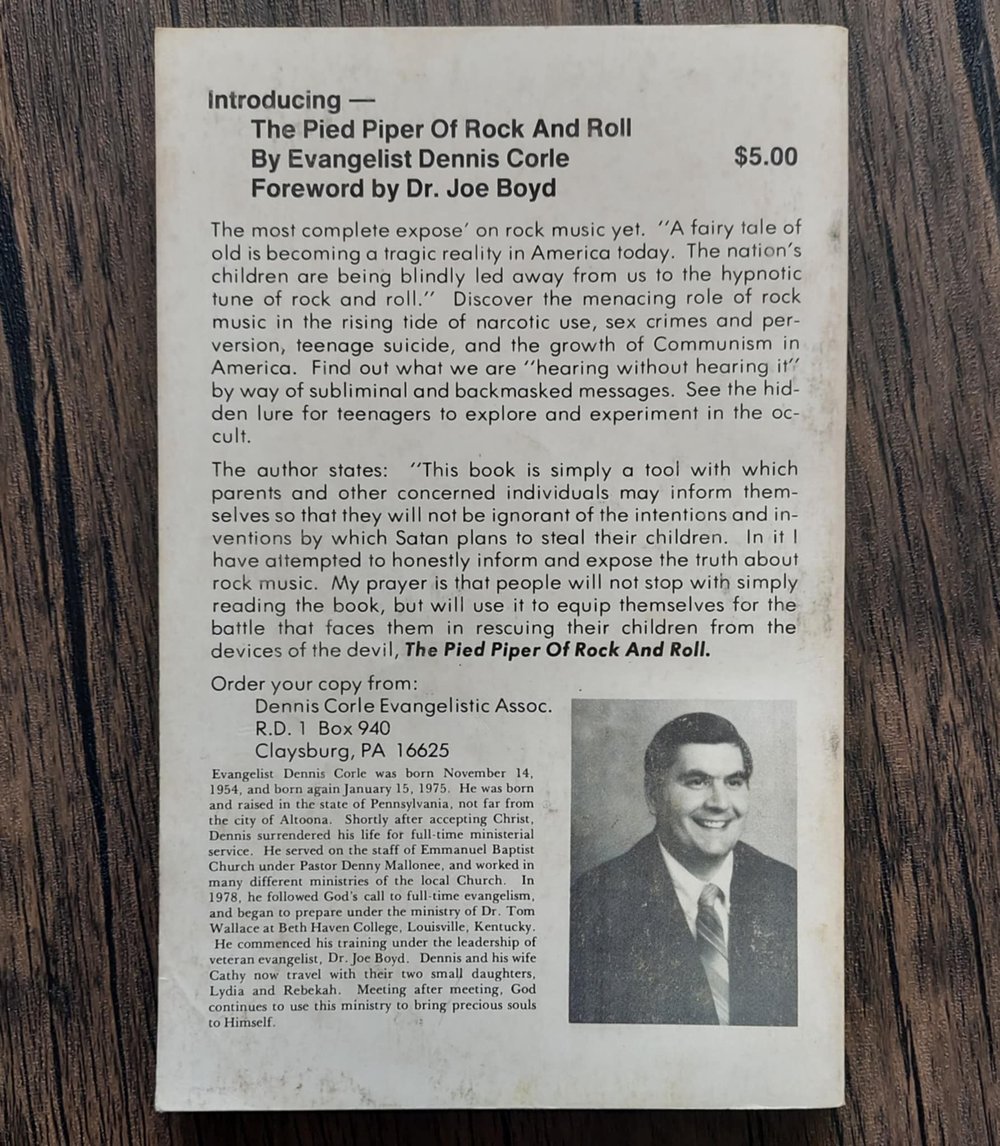 Introducing —
The Pied Piper Of Rock And Roll
By Evangelist Dennis Corle $5.00
Foreword by Dr. Joe Boyd
The most complete expose' on rock music yet. "A fairy tale of
old is becoming a tragic reality in America today. The nation's
children are being blindly led away from us to the hypnotic
tune of rock and roll." Discover the menacing role of rock
music in the rising tide of narcotic use, sex crimes and per-
version, teenage suicide, and the growth of Communism in
America. Find out what we are "hearing without hearing it"
by way of subliminal and backmasked messages. See the hid-
den lure for teenagers to explore and experiment in the oc-
cult.
The author states: "This book is simply a tool with which
parents and other concerned individuals may inform them-
selves so that they will not be ignorant of the intentions and in-
ventions by which Satan plans to steal their children. In it I
have attempted to honestly inform and expose the truth about
rock music. My prayer is that people will not stop with simply
reading the book, but will use it to equip themselves for the
battle that faces them in rescuing their children from the
devices of the devil, The Pied Piper Of Rock And Roll.
Order your copy from:
Dennis Corle Evangelistic Assoc.
R.D. 1 Box 940
Claysburg, PA 16625
Evangelist Dennis Corle was born November 14,
1954, and born again January 15, 1975. He was born
and raised in the state of Pennsylvania, not far from
the city of Altoona. Shortly after accepting Christ,
Dennis surrendered his life for full-time ministerial
service. He served on the staff of Emmanuel Baptist
Church under Pastor Denny Mallonee, and worked in
many different ministries of the local Church. In
1978, he followed God's call to full-time evangelism,
and began to prepare under the ministry of Dr. Tom
Wallace at Beth Haven College, Louisville, Kentucky.
He commenced his training under the leadership of
veteran evangelist, Dr. Joe Boyd. Dennis and his wife
Cathy now travel with their two small daughters,
Lydia and Rebekah. Meeting after meeting, God
continues to use this ministry to bring precious souls
to Himself.